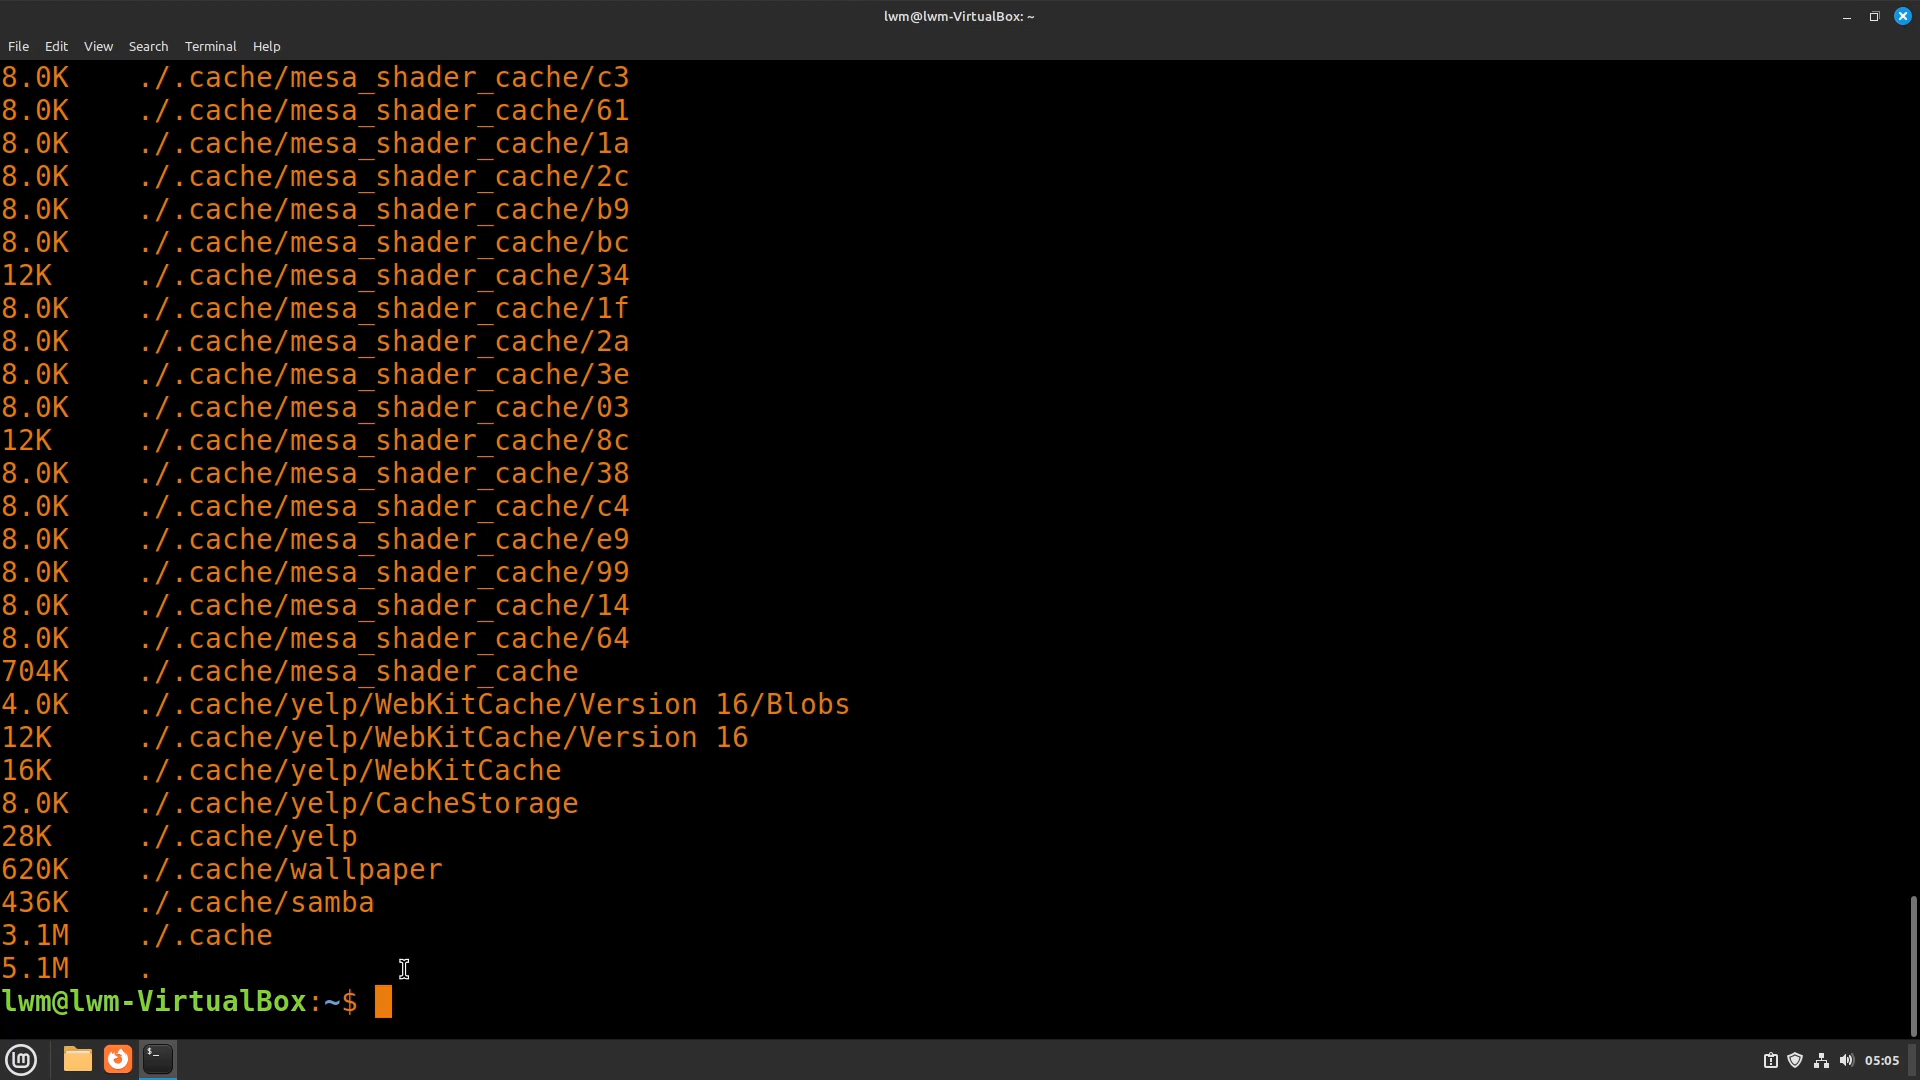 lwm@lwm-VirtualBox: ~
File Edit View Search Terminal Help
8.0K ./.cache/mesa_shader_cache/c3
8.0K ./.cache/mesa_shader_cache/61
8.0K ./.cache/mesa_shader_cache/1a
8.0K ./.cache/mesa_shader_cache/2c
8.0K ./.cache/mesa_shader_cache/b9
8.0K ./.cache/mesa_shader_cache/bc
12K ./.cache/mesa_shader_cache/34
8.0K ./.cache/mesa_shader_cache/1f
8.0K ./.cache/mesa_shader_cache/2a
8.0K ./.cache/mesa_shader_cache/3e
8.0K ./.cache/mesa_shader_cache/03
12K ./.cache/mesa_shader_cache/8c
8.0K ./.cache/mesa_shader_cache/38
8.0K ./.cache/mesa_shader_cache/c4
8.0K ./.cache/mesa_shader_cache/e9
8.0K ./.cache/mesa_shader_cache/99
8.0K ./.cache/mesa_shader_cache/14
8.0K ./.cache/mesa_shader_cache/64
704K ./.cache/mesa_shader_cache
4.0K ./.cache/yelp/WebKitCache/Version 16/Blobs
12K ./.cache/yelp/WebKitCache/Version 16
16K ./.cache/yelp/WebKitCache
8.0K ./.cache/yelp/CacheStorage
28K ./.cache/yelp
620K ./.cache/wallpaper
436K ./.cache/samba
3.1M ./.cache
5.1M .
lwm@lwm-VirtualBox:~$
05:05